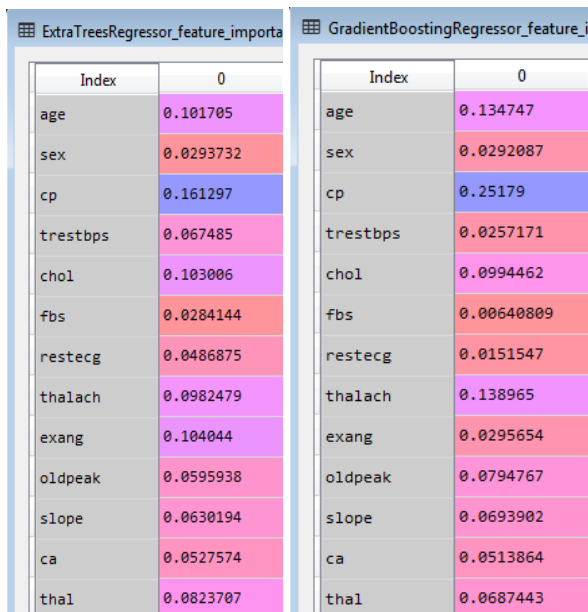 ExtraTreesRegressor_feature_importa
Index 0
age 0.101705
sex 0.0293732
cp 0.161297
trestbps 0.067485
chol 0.103006
fbs 0.0284144
restecg 0.0486875
thalach 0.0982479
exang 0.104044
oldpeak 0.0595938
slope 0.0630194
ca 0.0527574
thal 0.0823707
GradientBoostingRegressor_feature_i
Index 0
age 0.134747
sex 0.0292087
cp 0.25179
trestbps 0.0257171
chol 0.0994462
fbs 0.00640809
restecg 0.0151547
thalach 0.138965
exang 0.0295654
oldpeak 0.0794767
slope 0.0693902
ca 0.0513864
thal 0.0687443